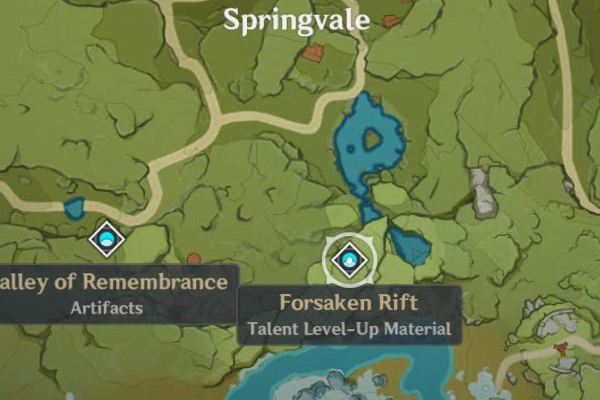 Springvale
alley of Remembrance
Artifacts
Forsaken Rift
Talent Level-Up Material